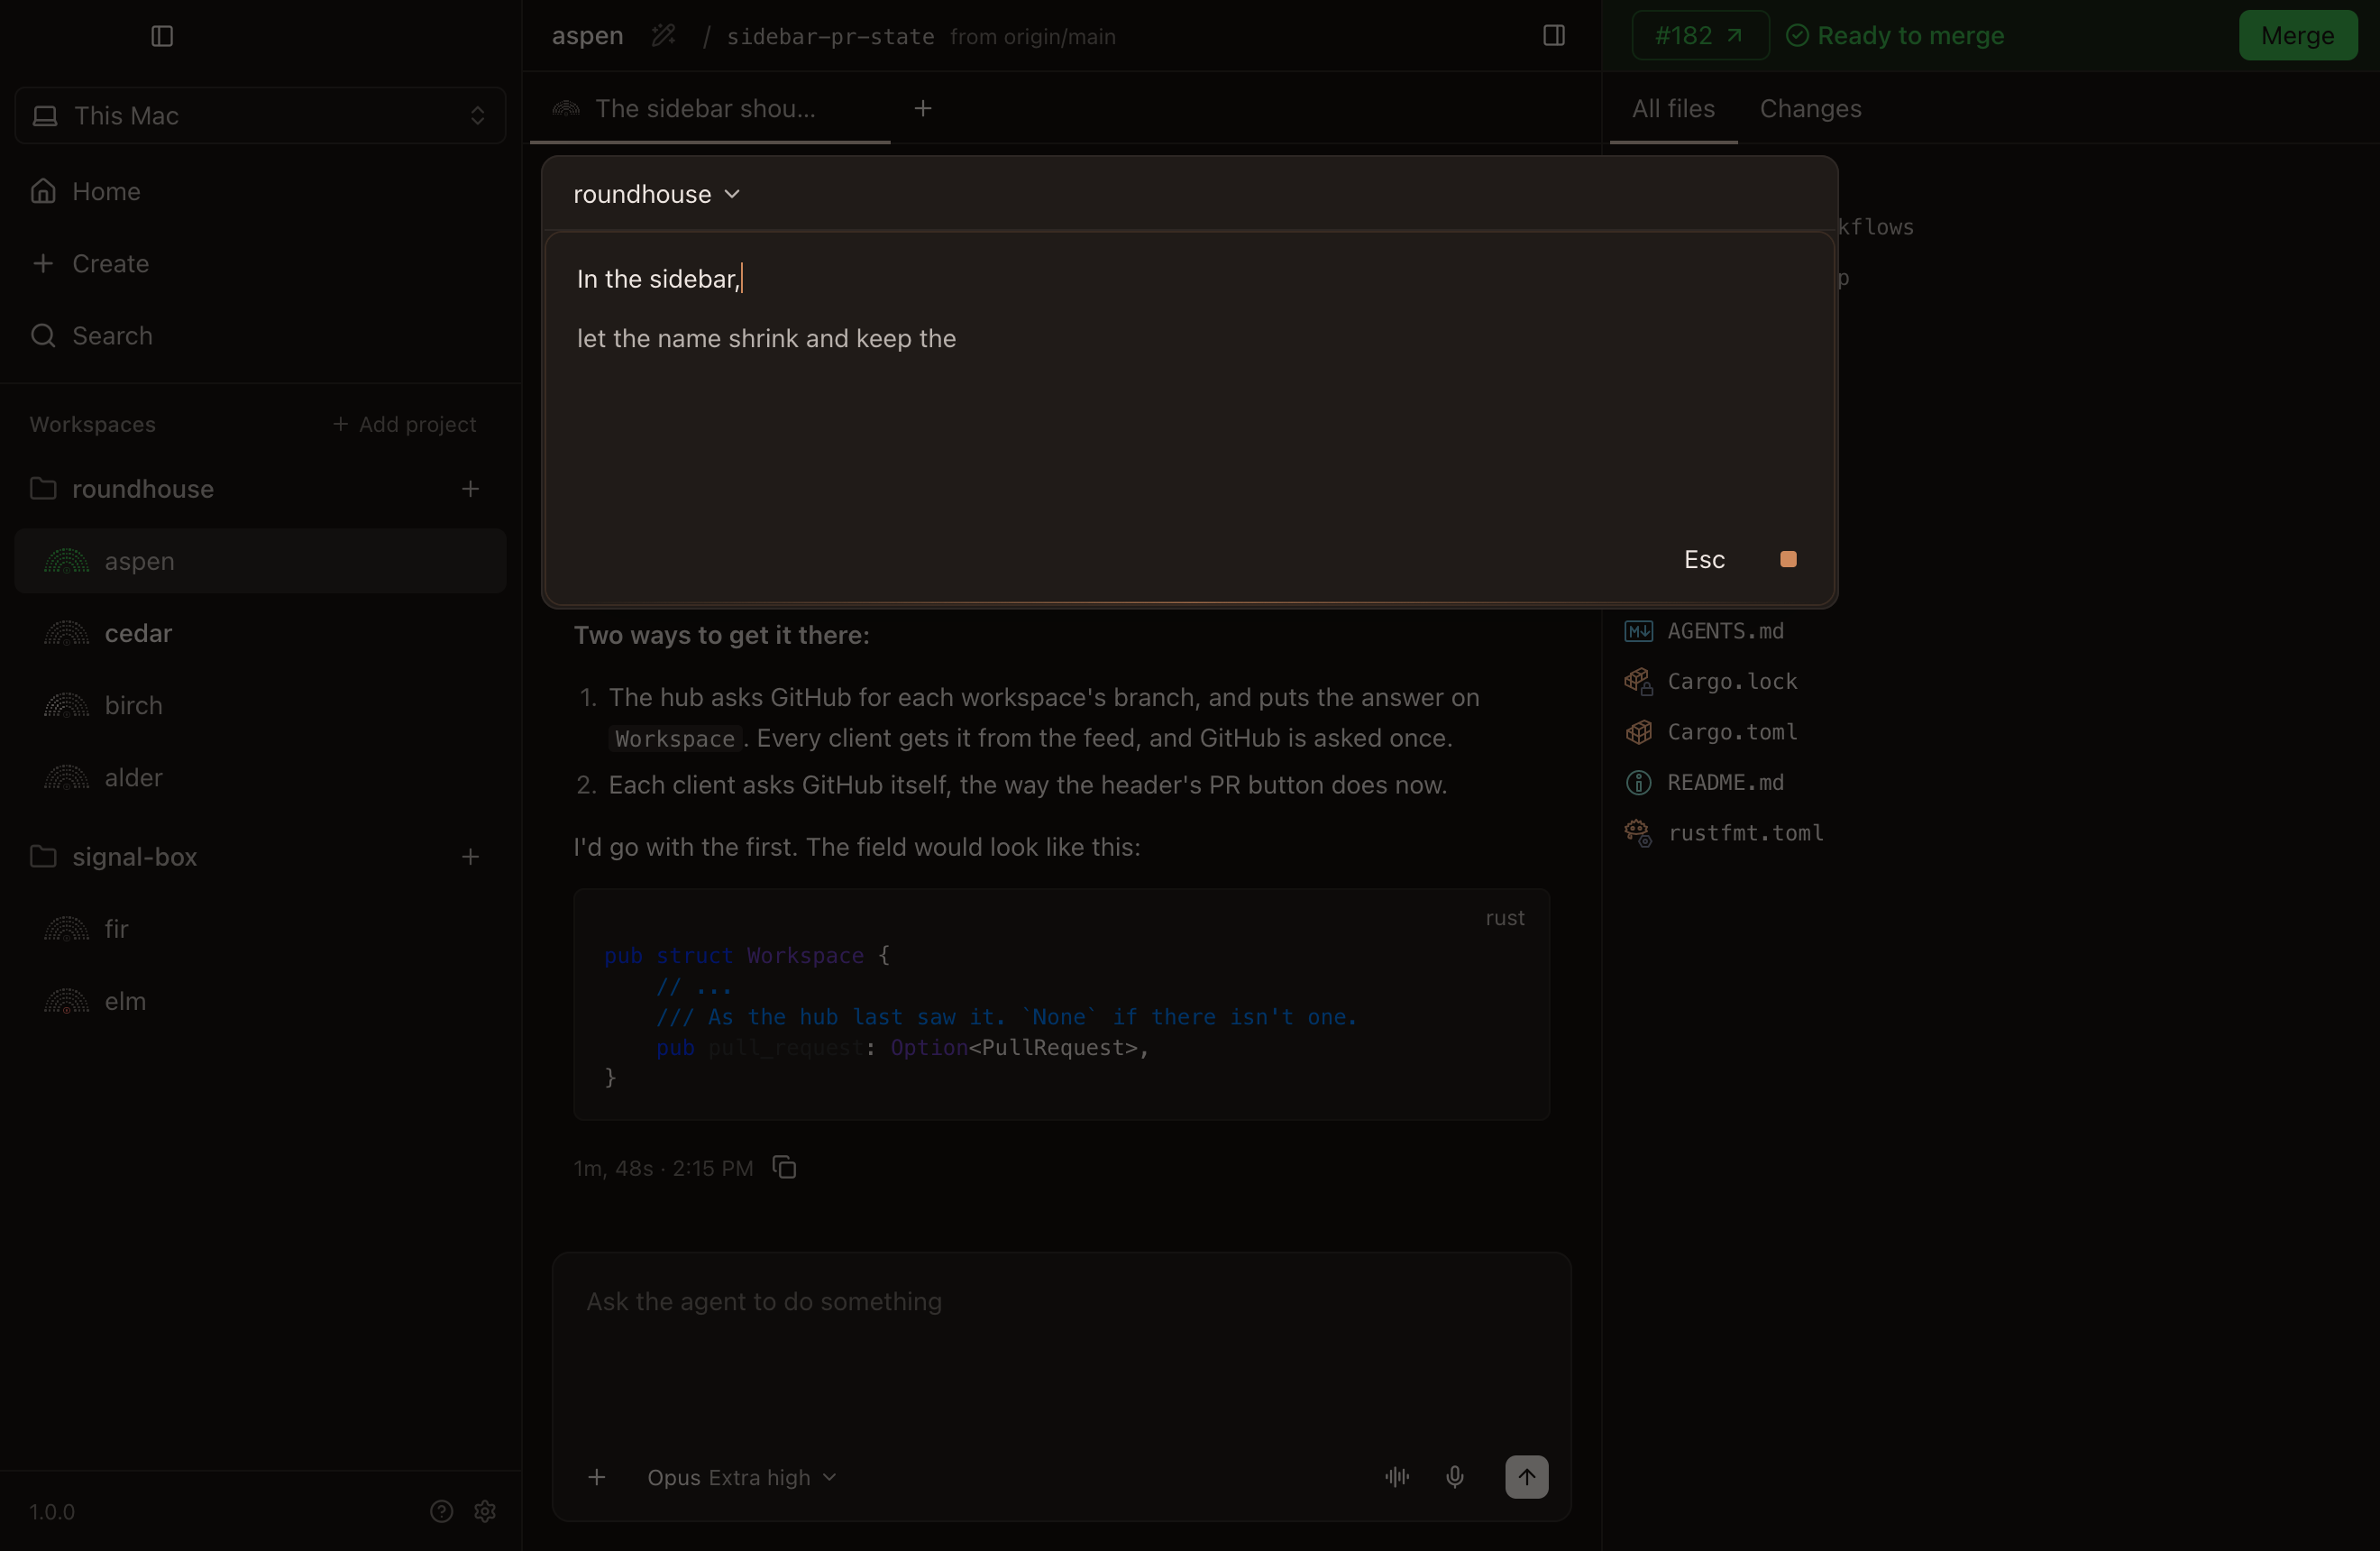 This Mac
Home
Create
Search
Workspaces
Add project
roundhouse
aspen
cedar
birch
alder
signal-box
fir
elm
1.0.0
aspen / sidebar-pr-state from origin/main
The sidebar shou...
#182 Ready to merge
Merge
All files Changes
roundhouse
In the sidebar,
let the name shrink and keep the
Esc
kflows
p
Two ways to get it there:
1. The hub asks GitHub for each workspace's branch, and puts the answer on
Workspace. Every client gets it from the feed, and GitHub is asked once.
2. Each client asks GitHub itself, the way the header's PR button does now.
I'd go with the first. The field would look like this:
rust
pub struct Workspace {
// ...
/// As the hub last saw it. `None` if there isn't one.
pub pull_request: Option<PullRequest>,
}
1m, 48s · 2:15 PM
Ask the agent to do something
Opus Extra high
AGENTS.md
Cargo.lock
Cargo.toml
README.md
rustfmt.toml